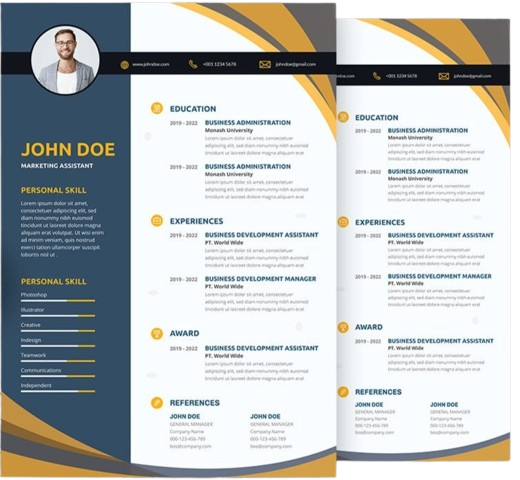 www.johndoe.com
+001 1234 5678
johndoe@gmail.com
JOHN DOE
MARKETING ASSISTANT
PERSONAL SKILL
Lorem ipsum dolor sit amet,
consectetuer adipiscing elit, sed
diam nonummy nibh euismod
tincidunt ut laoreet dolore magna
aliquam erat volutpat. Ut wisi enim
ad minim veniam, quis nostrud
exerci tation ullamcorper suscipit
lobortis nisl ut .
PERSONAL SKILL
Photoshop
Illustrator
Creative
Indesign
Teamwork
Communications
Independent
EDUCATION
2019 - 2022
BUSINESS ADMINISTRATION
Monash University
Lorem ipsum dolor sit amet, consectetuer
adipiscing elit, sed diam nonummy nibh euismod
tincidunt ut laoreet dolore magna aliquam erat
2019 - 2022
BUSINESS ADMINISTRATION
Monash University
Lorem ipsum dolor sit amet, consectetuer
adipiscing elit, sed diam nonummy nibh euismod
tincidunt ut laoreet dolore magna aliquam erat
EXPERIENCES
2019 - 2022
BUSINESS DEVELOPMENT ASSISTANT
PT. World Wide
Lorem ipsum dolor sit amet, consectetuer
adipiscing elit, sed diam nonummy nibh euismod
tincidunt ut laoreet dolore magna aliquam erat
2019 - 2022
BUSINESS DEVELOPMENT MANAGER
PT. World Wide
Lorem ipsum dolor sit amet, consectetuer
adipiscing elit, sed diam nonummy nibh euismod
tincidunt ut laoreet dolore magna aliquam erat
AWARD
2019 - 2022
BUSINESS DEVELOPMENT ASSISTANT
PT. World Wide
Lorem ipsum dolor sit amet, consectetuer
adipiscing elit, sed diam nonummy nibh euismod
tincidunt ut laoreet dolore magna aliquam erat
REFERENCES
JOHN DOE
GENERAL MANAGER
Company Name
000-123-456-789
bos@company.com
JOHN DOE
GENERAL MANAGER
Company Name
000-123-456-789
bos@company.com
+001 1234 5678
johndoe@gmail.com
EDUCATION
2019 - 2022
BUSINESS ADMINISTRATION
Monash University
Lorem ipsum dolor sit amet, consectetuer
adipiscing elit, sed diam nonummy nibh euismod
tincidunt ut laoreet dolore magna aliquam erat
2019 - 2022
BUSINESS ADMINISTRATION
Monash University
Lorem ipsum dolor sit amet, consectetuer
adipiscing elit, sed diam nonummy nibh euismod
tincidunt ut laoreet dolore magna aliquam erat
EXPERIENCES
2019 - 2022
BUSINESS DEVELOPMENT ASSISTANT
PT. World Wide
Lorem ipsum dolor sit amet, consectetuer
adipiscing elit, sed diam nonummy nibh euismod
tincidunt ut laoreet dolore magna aliquam erat
2019 - 2022
BUSINESS DEVELOPMENT MANAGER
PT. World Wide
Lorem ipsum dolor sit amet, consectetuer
adipiscing elit, sed diam nonummy nibh euismod
tincidunt ut laoreet dolore magna aliquam erat
AWARD
2019 - 2022
BUSINESS DEVELOPMENT ASSISTANT
PT. World Wide
Lorem ipsum dolor sit amet, consectetuer
adipiscing elit, sed diam nonummy nibh euismod
tincidunt ut laoreet dolore magna aliquam erat
REFERENCES
JOHN DOE
GENERAL MANAGER
Company Name
000-123-456-789
bos@company.com
JOHN DOE
GENERAL MANAGER
Company Name
000-123-456-789
bos@company.com